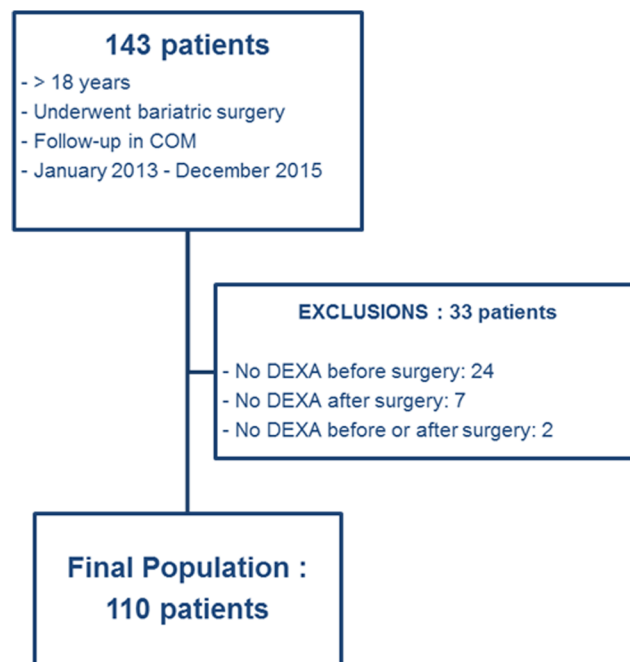 143 patients
- > 18 years
- Underwent bariatric surgery
- Follow-up in COM
- January 2013 - December 2015
EXCLUSIONS : 33 patients
- No DEXA before surgery: 24
- No DEXA after surgery: 7
- No DEXA before or after surgery: 2
Final Population :
110 patients